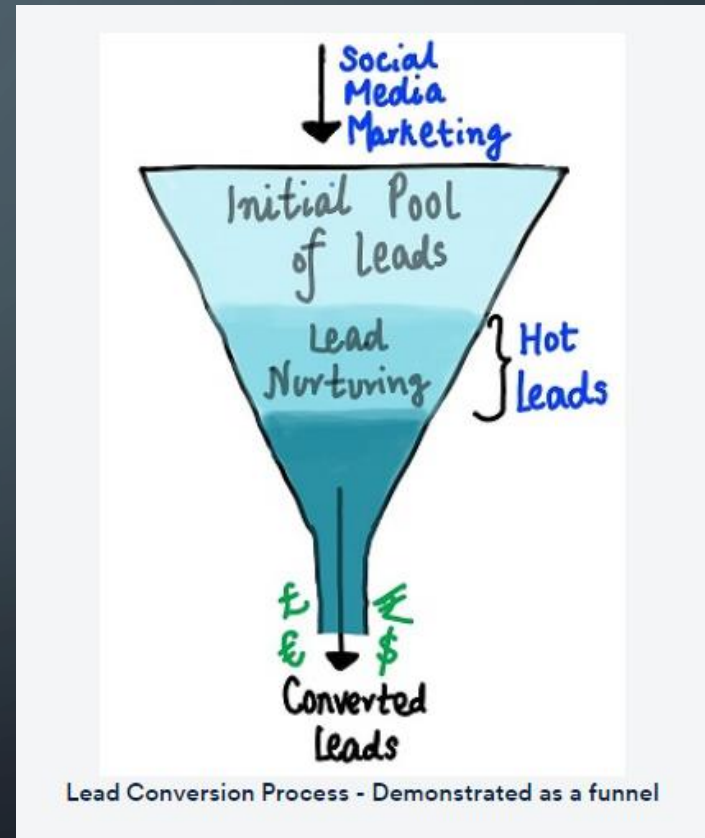 Social
Media
Marketing
Initial Pool
of Leads
Lead
Nurturing
Hot
Leads
£ ₹
€ $
Converted
Leads
Lead Conversion Process - Demonstrated as a funnel